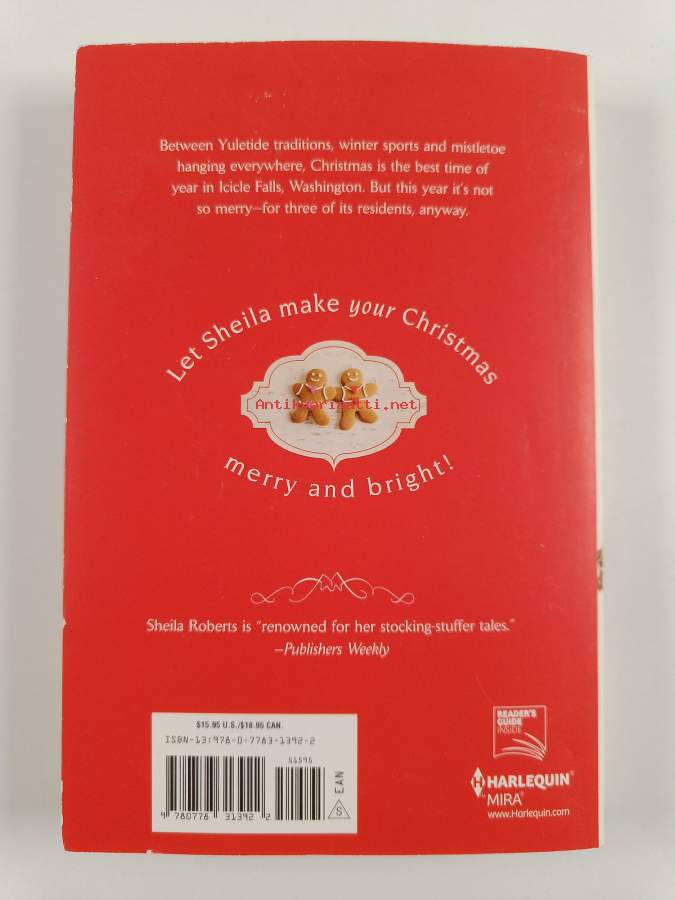 Between Yuletide traditions, winter sports and mistletoe
hanging everywhere, Christmas is the best time of
year in Icicle Falls, Washington. But this year it's not
so merry—for three of its residents, anyway.
Let Sheila make your Christmas
Antikvariaatti.net
merry and bright!
Sheila Roberts is "renowned for her stocking-stuffer tales."
—Publishers Weekly
$15.95 U.S./$18.95 CAN.
ISBN-13:978-0-7783-1392-2
51595
EAN
S
9 780778 313922
READER'S
GUIDE
INSIDE
HARLEQUIN®
MIRA®
www.Harlequin.com